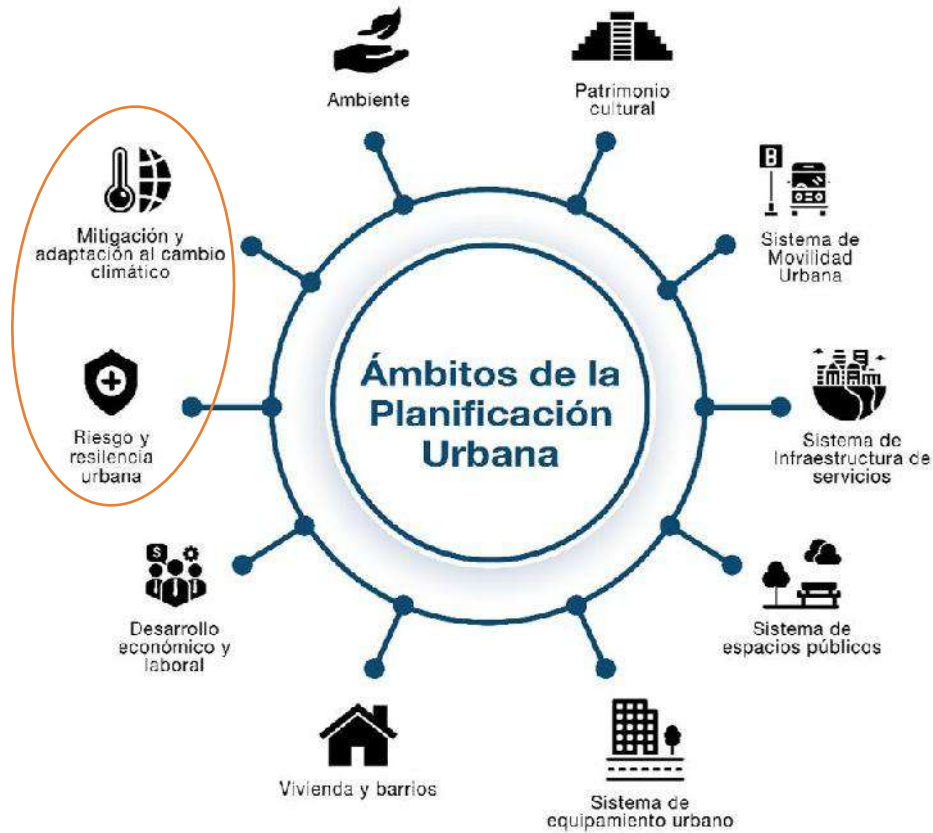 Ambiente
Patrimonio
cultural
Mitigación y
adaptación al cambio
climático
B
Sistema de
Movilidad
Urbana
Ámbitos de la
Planificación
Urbana
Riesgo y
resilencia
urbana
Sistema de
Infraestructura de
servicios
$
Desarrollo
económico y
laboral
Sistema de
espacios públicos
Vivienda y barrios
Sistema de
equipamiento urbano